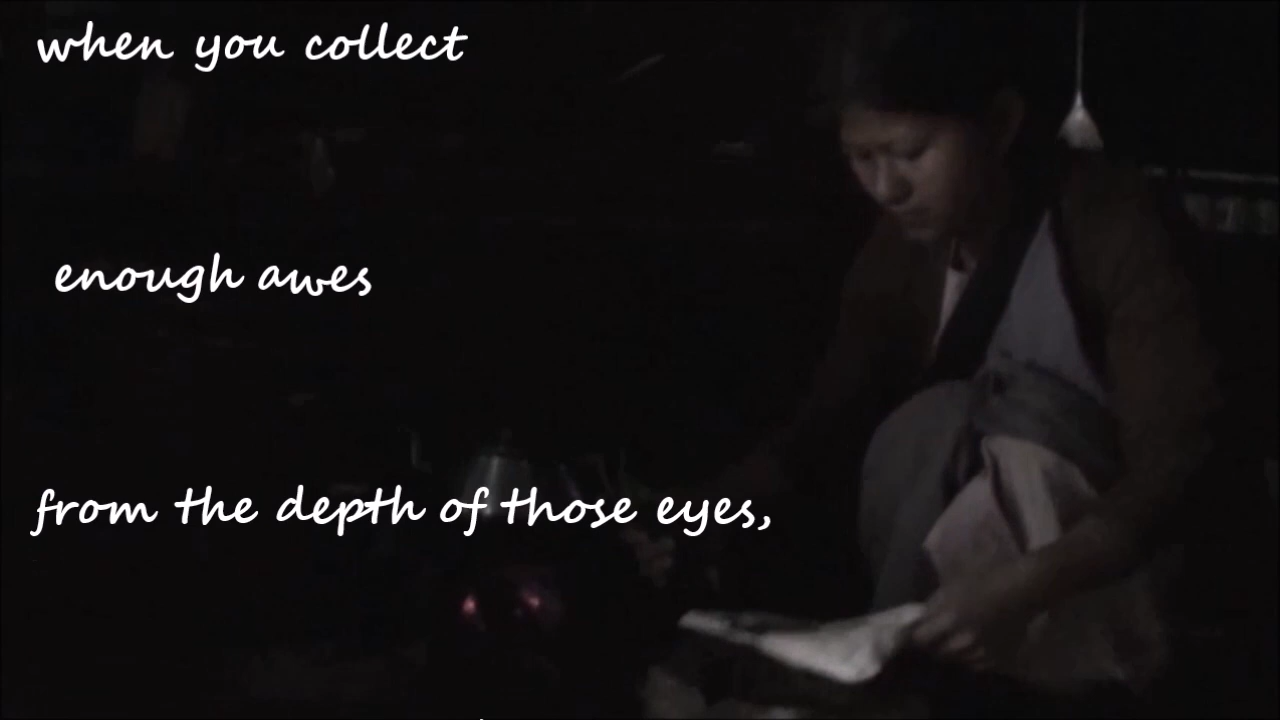 when you collect
enough awes
from the depth of those eyes,